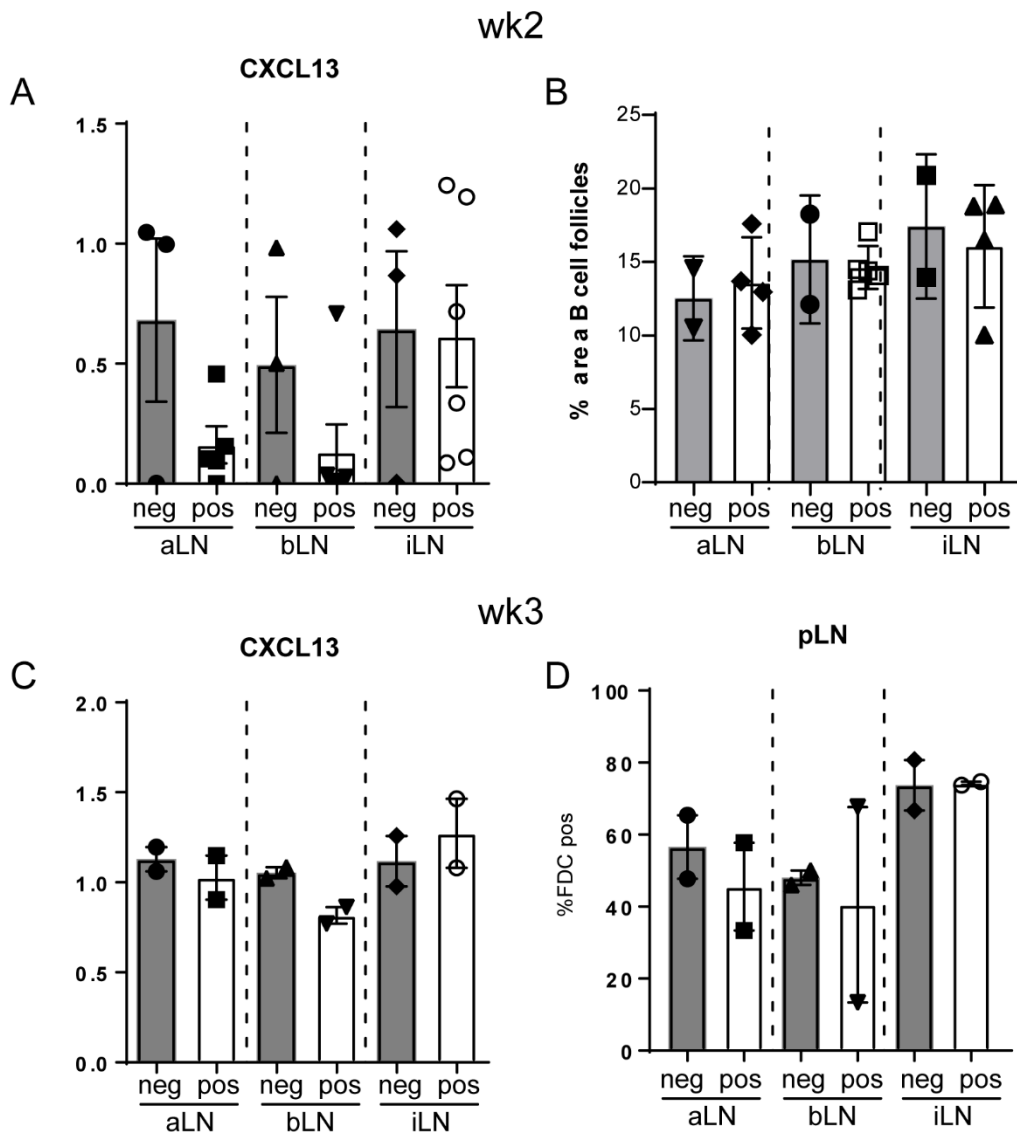 wk2
A
CXCL13
1.5
1.0
0.5
0.0
neg pos neg pos neg pos
aLN bLN iLN
B
% area B cell follicles
25
20
15
10
5
0
neg pos neg pos neg pos
aLN bLN iLN
wk3
C
CXCL13
2.0
1.5
1.0
0.5
0.0
neg pos neg pos neg pos
aLN bLN iLN
D
pLN
%FDC pos
100
80
60
40
20
0
neg pos neg pos neg pos
aLN bLN iLN